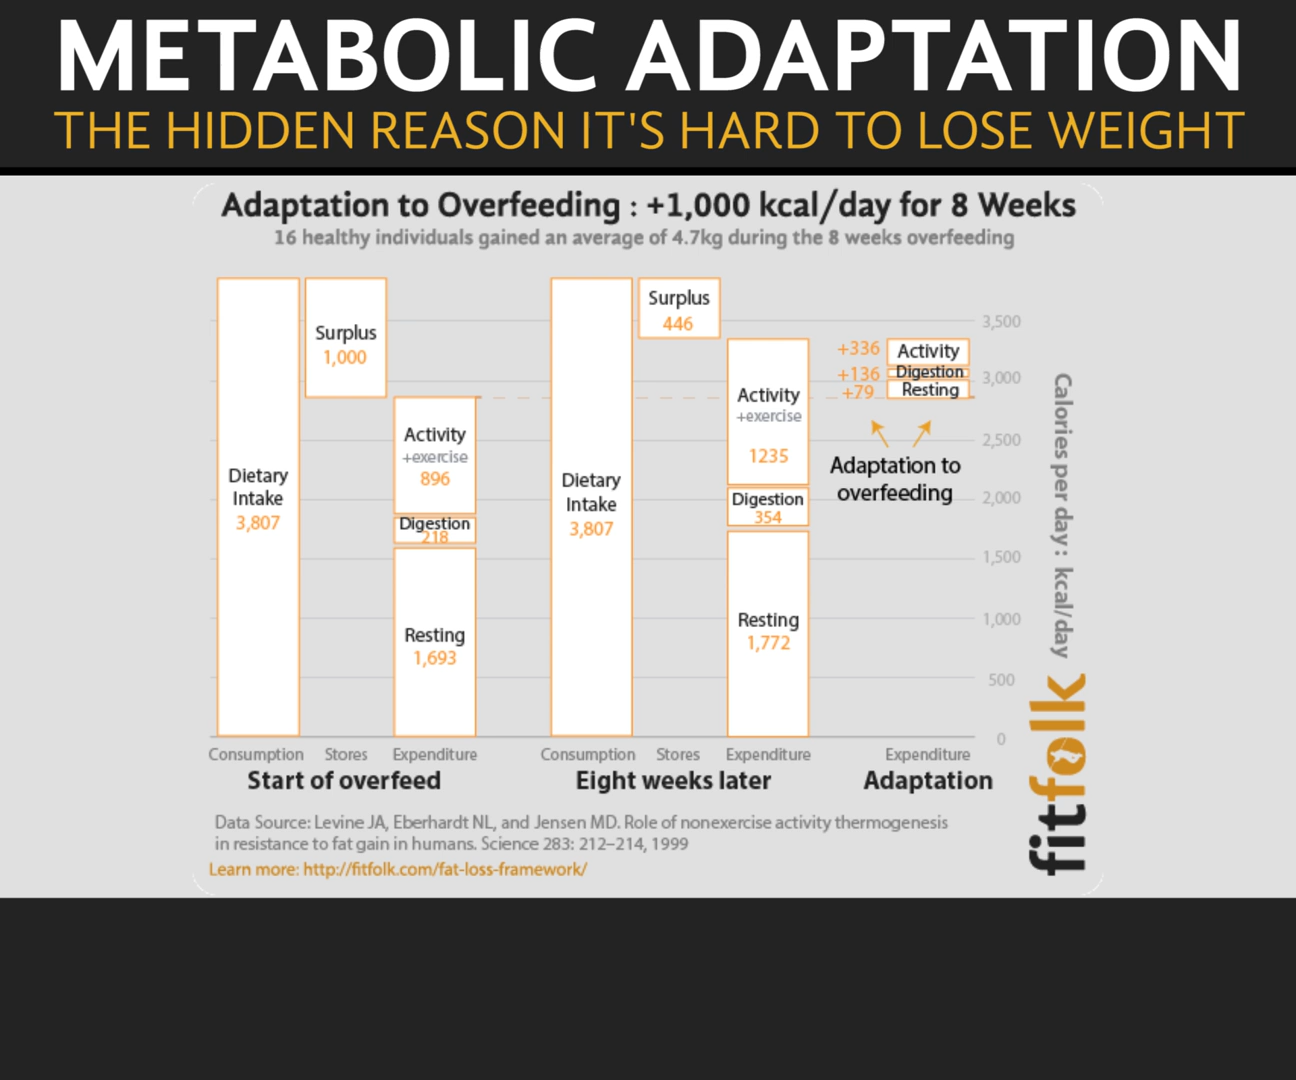 METABOLIC ADAPTATION
THE HIDDEN REASON IT'S HARD TO LOSE WEIGHT
Adaptation to Overfeeding : +1,000 kcal/day for 8 Weeks
16 healthy individuals gained an average of 4.7kg during the 8 weeks overfeeding
Dietary
Intake
3,807
Surplus
1,000
Activity
+exercise
896
Digestion
218
Resting
1,693
Dietary
Intake
3,807
Surplus
446
Activity
+exercise
1235
Digestion
354
Resting
1,772
+336 Activity
+136 Digestion
+79 Resting
Adaptation to
overfeeding
3,500
3,000
2,500
2,000
1,500
1,000
500
0
Calories per day : kcal/day
Consumption Stores Expenditure
Start of overfeed
Consumption Stores Expenditure
Eight weeks later
Expenditure
Adaptation
Data Source: Levine JA, Eberhardt NL, and Jensen MD. Role of nonexercise activity thermogenesis
in resistance to fat gain in humans. Science 283: 212–214, 1999
Learn more: http://fitfolk.com/fat-loss-framework/
fitfolk